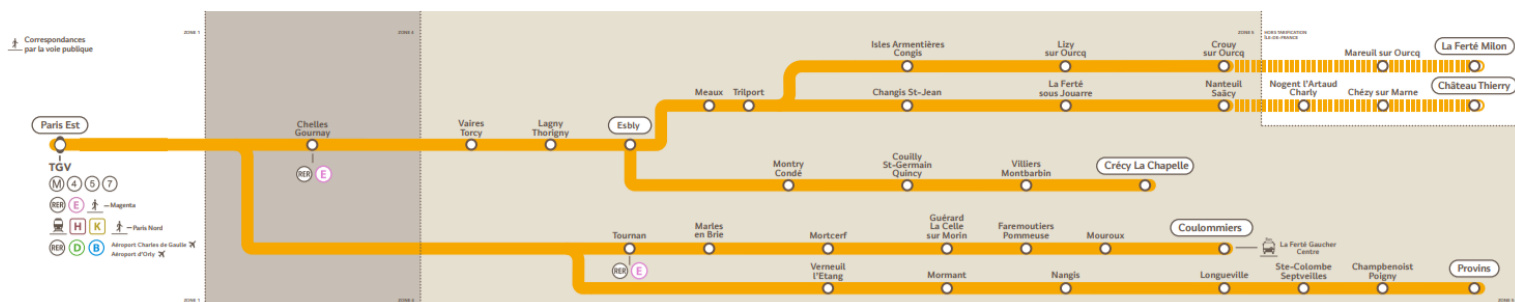 Correspondances
par la voie publique
ZONE 1
ZONE 4
ZONE 5
HORS TARIFICATION
ÎLE-DE-FRANCE
Isles Armentières
Congis
Lizy
sur Ourcq
Crouy
sur Ourcq
Mareuil sur Ourcq
La Ferté Milon
Meaux
Trilport
Changis St-Jean
La Ferté
sous Jouarre
Nanteuil
Saâcy
Nogent l'Artaud
Charly
Chézy sur Marne
Château Thierry
Paris Est
Chelles
Gournay
Vaires
Torcy
Lagny
Thorigny
Esbly
TGV
M 4 5 7
RER E
Magenta
H K
Paris Nord
RER D B
Aéroport Charles de Gaulle
Aéroport d'Orly
RER E
Montry
Condé
Couilly
St-Germain
Quincy
Villiers
Montbarbin
Crécy La Chapelle
Tournan
RER E
Marles
en Brie
Mortcerf
Guérard
La Celle
sur Morin
Faremoutiers
Pommeuse
Mouroux
Coulommiers
La Ferté Gaucher
Centre
Verneuil
l'Etang
Mormant
Nangis
Longueville
Ste-Colombe
Septveilles
Champbenoist
Poigny
Provins
ZONE 1
ZONE 4
ZONE 5